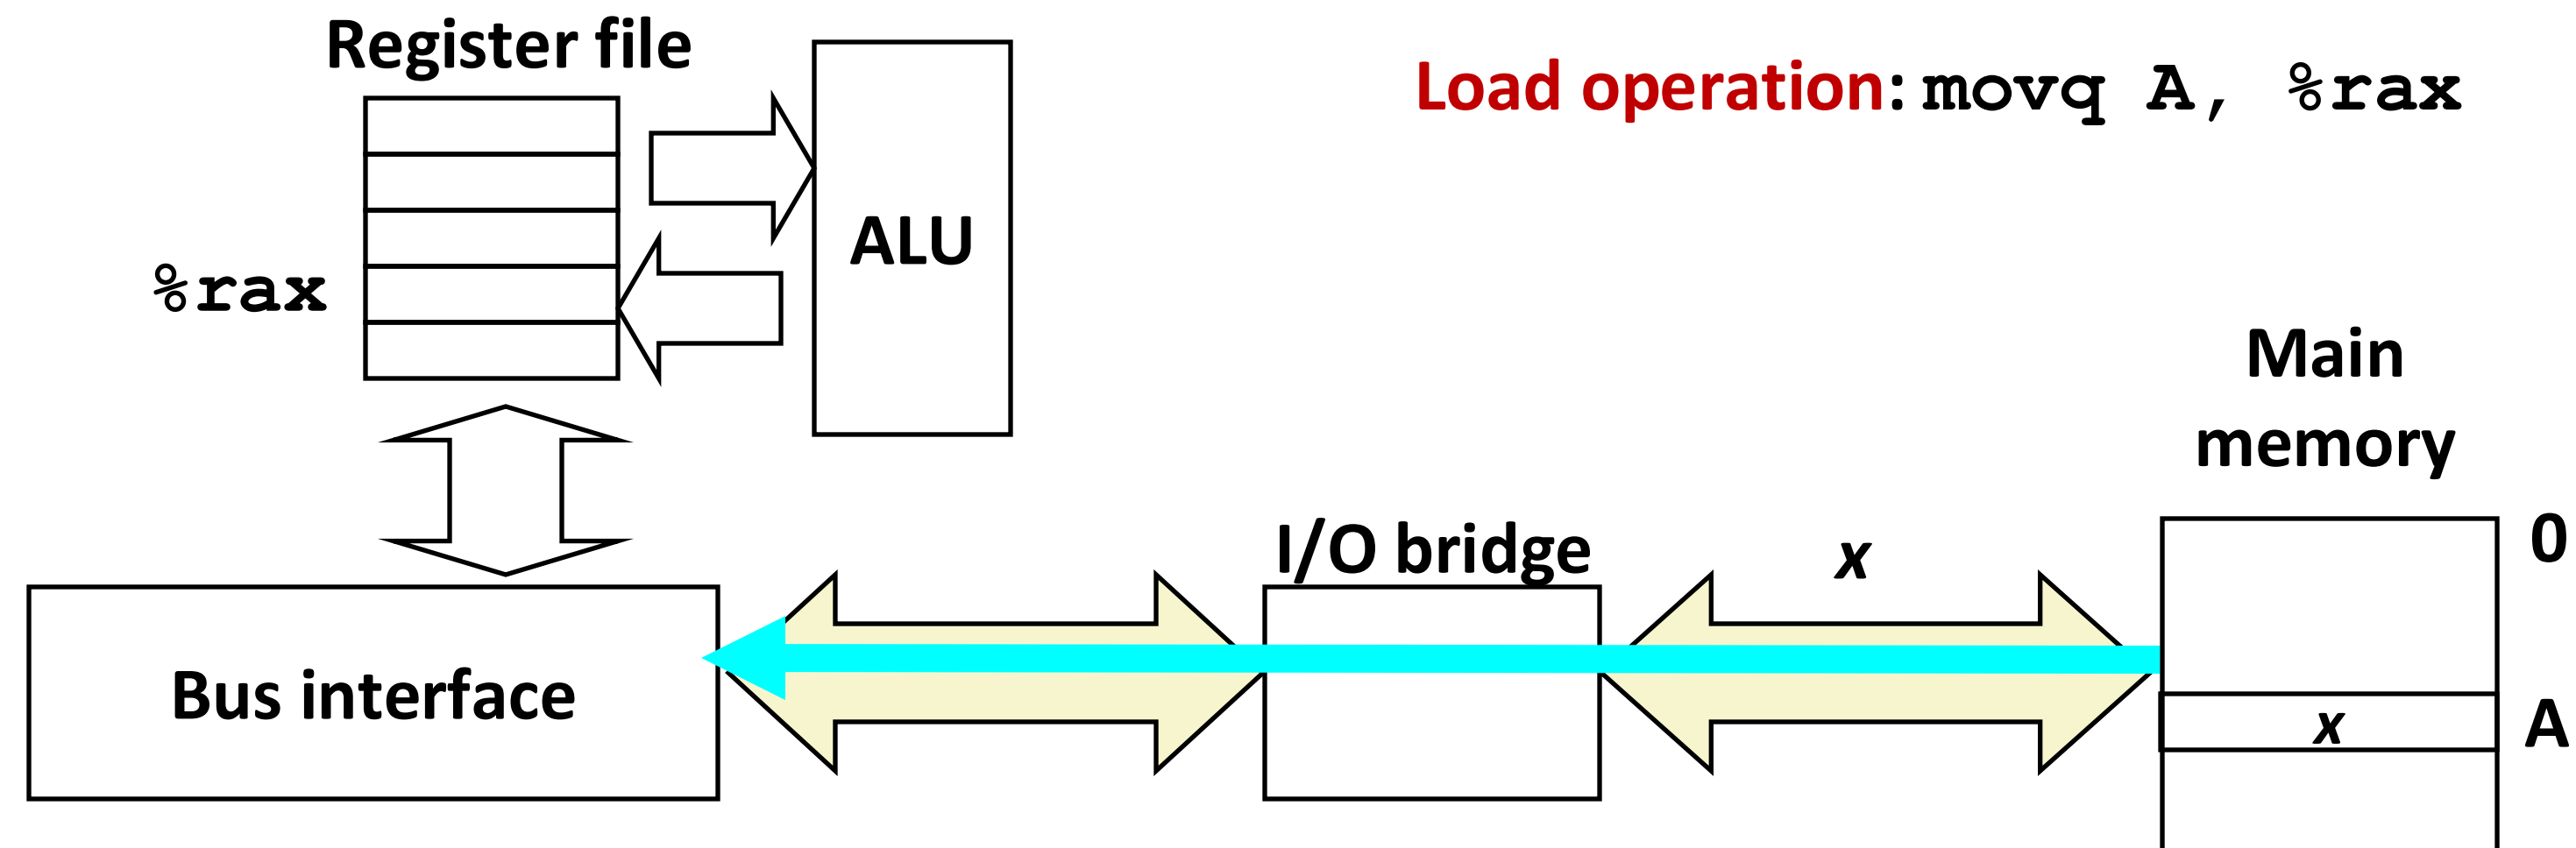 Register file
Load operation: movq A, %rax
ALU
%rax
Main
memory
I/O bridge
x
0
Bus interface
x
A